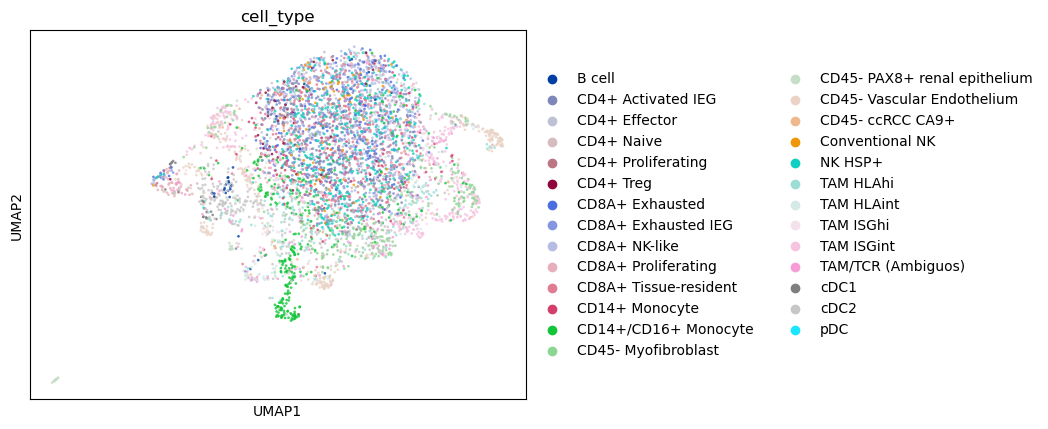 cell_type
UMAP2
UMAP1
B cell
CD4+ Activated IEG
CD4+ Effector
CD4+ Naive
CD4+ Proliferating
CD4+ Treg
CD8A+ Exhausted
CD8A+ Exhausted IEG
CD8A+ NK-like
CD8A+ Proliferating
CD8A+ Tissue-resident
CD14+ Monocyte
CD14+/CD16+ Monocyte
CD45- Myofibroblast
CD45- PAX8+ renal epithelium
CD45- Vascular Endothelium
CD45- ccRCC CA9+
Conventional NK
NK HSP+
TAM HLAhi
TAM HLAint
TAM ISGhi
TAM ISGint
TAM/TCR (Ambiguos)
cDC1
cDC2
pDC